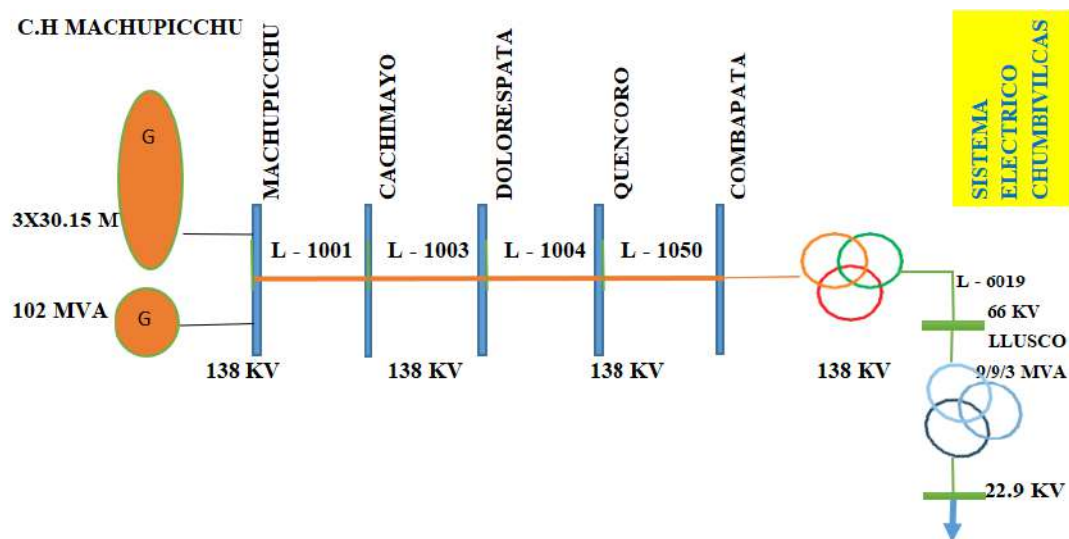 C.H MACHUPICCHU
G
3X30.15 M
102 MVA
G
MACHUPICCHU
CACHIMAYO
DOLORESPATA
QUENCORO
COMBAPATA
SISTEMA
ELECTRICO
CHUMBIVILCAS
L - 1001
L - 1003
L - 1004
L - 1050
L - 6019
66 KV
LLUSCO
9/9/3 MVA
138 KV
138 KV
138 KV
138 KV
22.9 KV